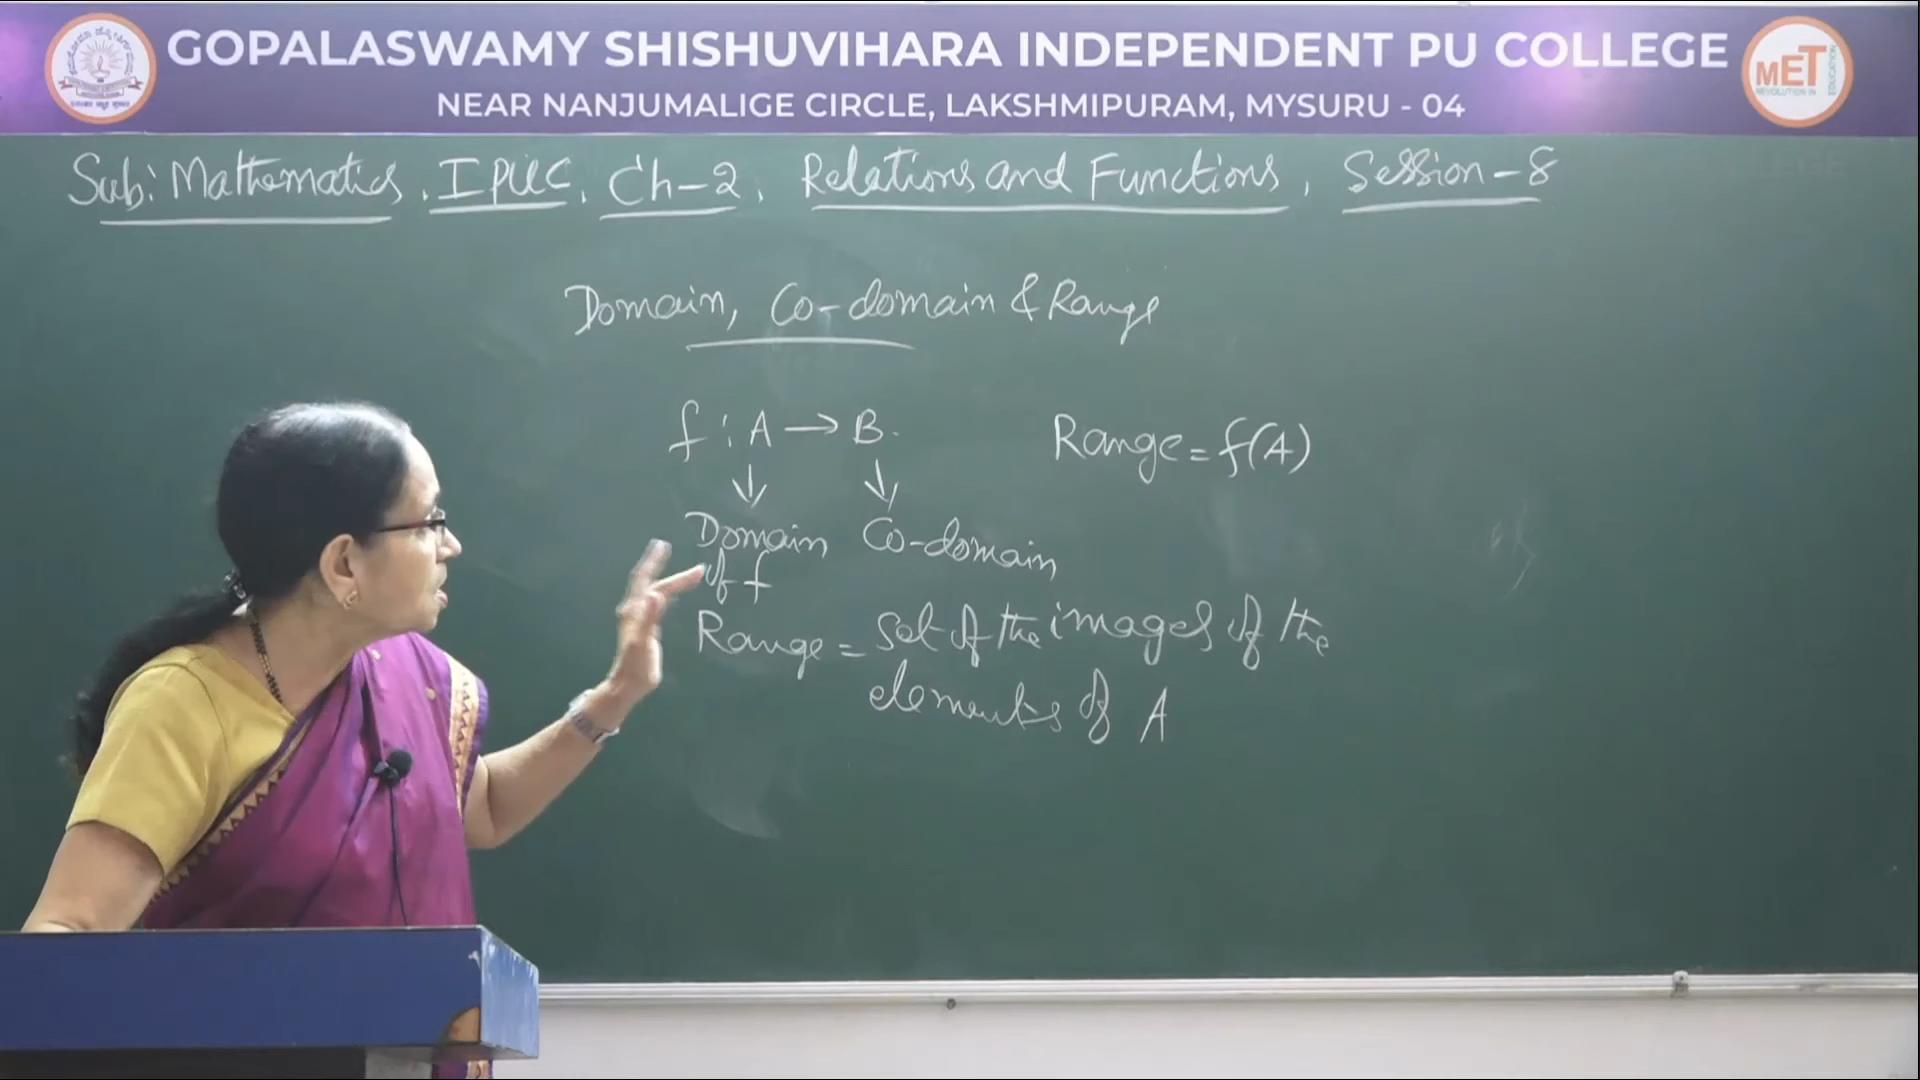 GOPALASWAMY SHISHUVIHARA INDEPENDENT PU COLLEGE
NEAR NANJUMALIGE CIRCLE, LAKSHMIPURAM, MYSURU - 04
MET
Sub: Mathematics, I PUC, Ch-2, Relations and Functions, Session-8
Domain, Co-domain & Range
f : A → B. Range = f(A)
↓ ↓
Domain Co-domain
of f
Range = set of the images of the
elements of A